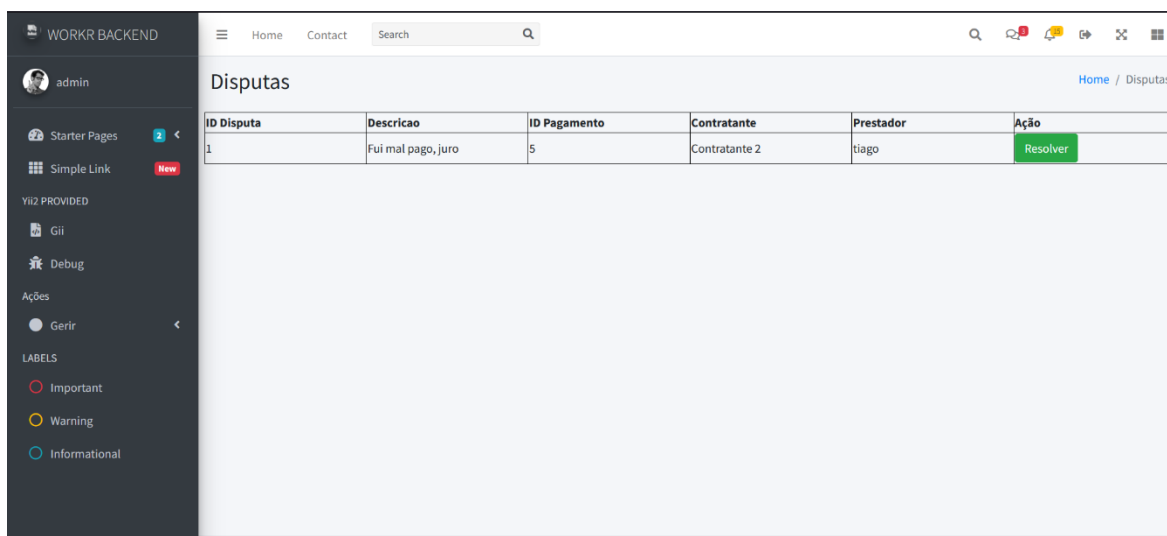 WORKR BACKEND
Home Contact Search 3 15
admin
Disputas
Home / Disputas
Starter Pages 2
Simple Link New
Yii2 PROVIDED
Gii
Debug
Ações
Gerir
LABELS
Important
Warning
Informational
ID Disputa Descricao ID Pagamento Contratante Prestador Ação
1 Fui mal pago, juro 5 Contratante 2 tiago Resolver